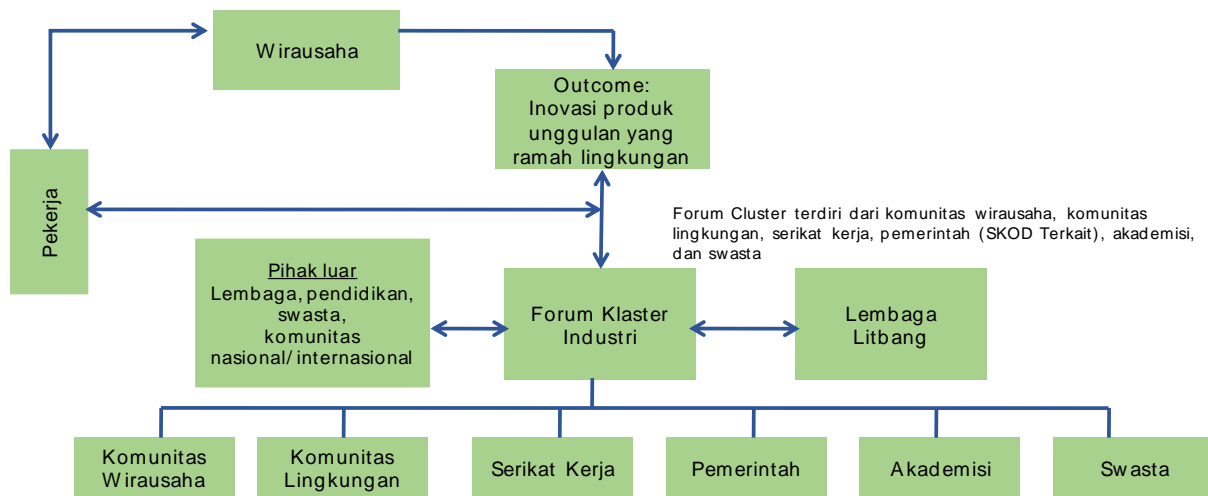 Wirausaha
Outcome:
Inovasi produk
unggulan yang
ramah lingkungan
Pekerja
Forum Cluster terdiri dari komunitas wirausaha, komunitas
lingkungan, serikat kerja, pemerintah (SKOD Terkait), akademisi,
dan swasta
Pihak luar
Lembaga, pendidikan,
swasta,
komunitas
nasional/internasional
Forum Klaster
Industri
Lembaga
Litbang
Komunitas
Wirausaha
Komunitas
Lingkungan
Serikat Kerja
Pemerintah
Akademisi
Swasta